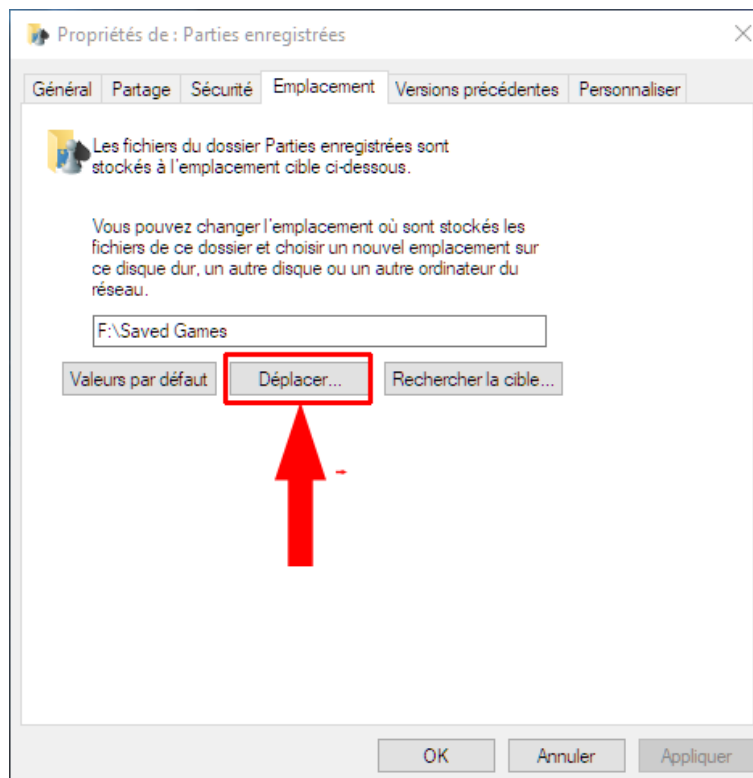 Propriétés de : Parties enregistrées
Général Partage Sécurité Emplacement Versions précédentes Personnaliser
Les fichiers du dossier Parties enregistrées sont
stockés à l'emplacement cible ci-dessous.
Vous pouvez changer l'emplacement où sont stockés les
fichiers de ce dossier et choisir un nouvel emplacement sur
ce disque dur, un autre disque ou un autre ordinateur du
réseau.
F:\Saved Games
Valeurs par défaut Déplacer... Rechercher la cible...
OK Annuler Appliquer